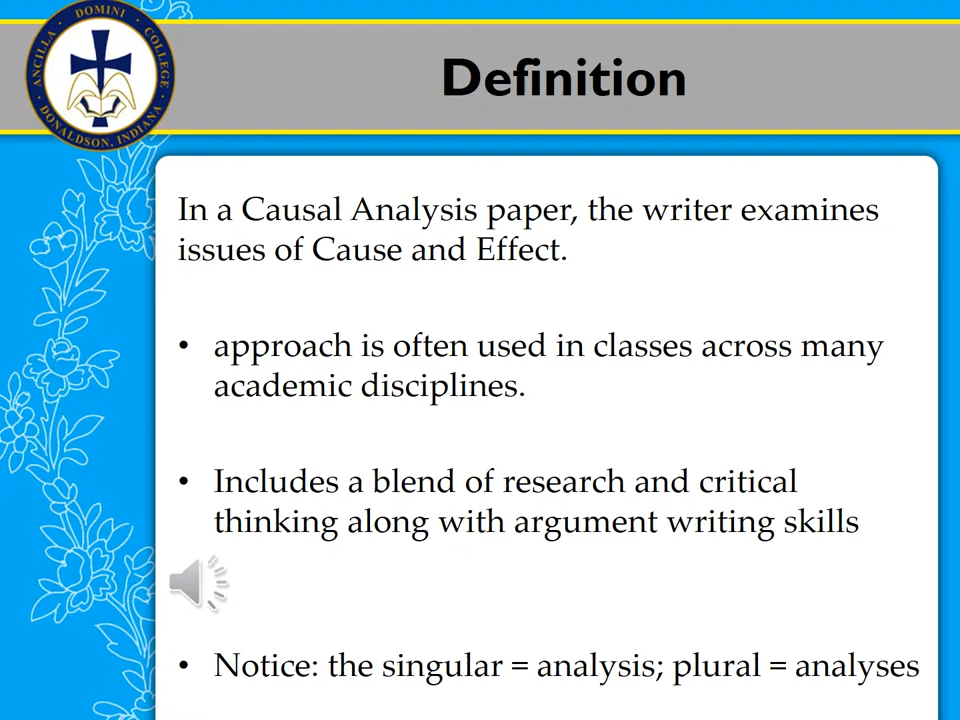 ANCILLA DOMINI COLLEGE
DONALDSON, INDIANA
Definition
In a Causal Analysis paper, the writer examines
issues of Cause and Effect.
• approach is often used in classes across many
academic disciplines.
• Includes a blend of research and critical
thinking along with argument writing skills
• Notice: the singular = analysis; plural = analyses